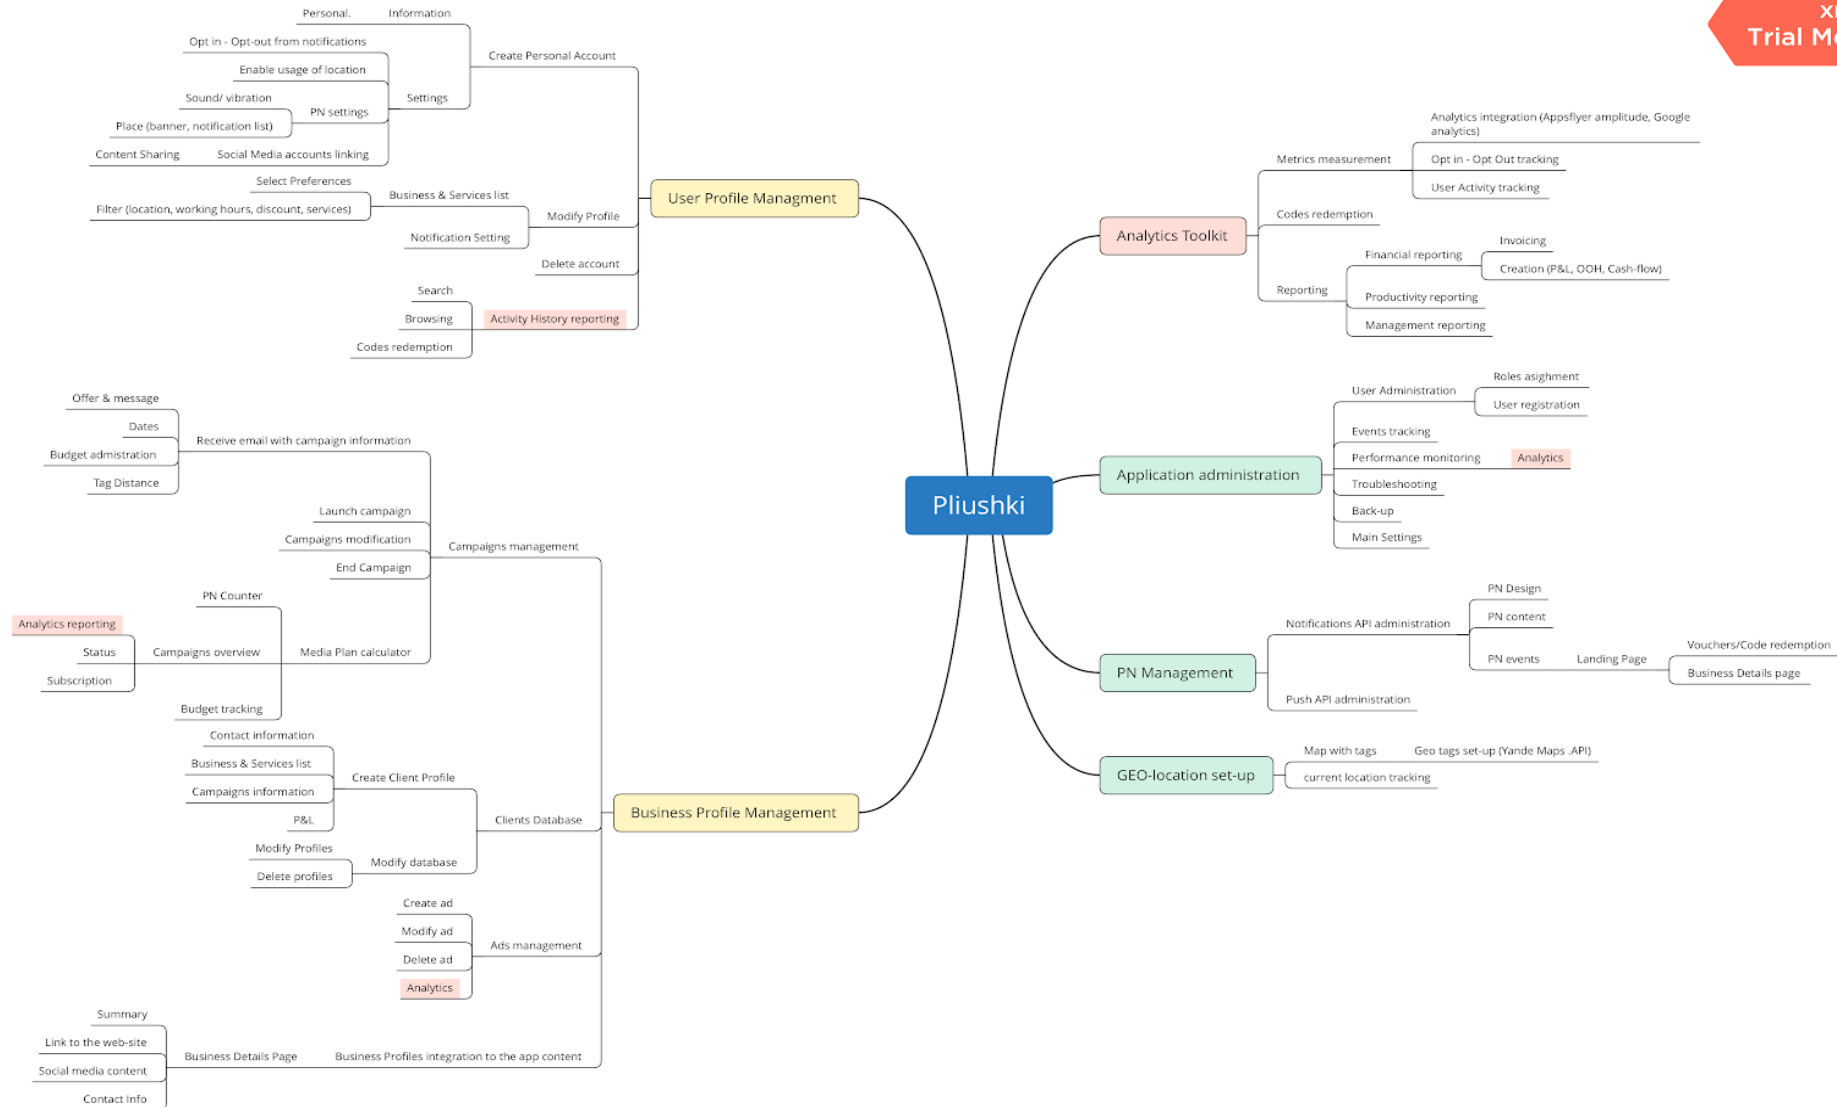 Personal.
Information
Opt in - Opt-out from notifications
Create Personal Account
Enable usage of location
Sound/ vibration
Settings
PN settings
Place (banner, notification list)
Content Sharing
Social Media accounts linking
Select Preferences
Business & Services list
Filter (location, working hours, discount, services)
Modify Profile
Notification Setting
Delete account
Search
Browsing
Activity History reporting
Codes redemption
User Profile Managment
Offer & message
Dates
Receive email with campaign information
Budget admistration
Tag Distance
Launch campaign
Campaigns modification
Campaigns management
End Campaign
PN Counter
Analytics reporting
Status
Campaigns overview
Media Plan calculator
Subscription
Budget tracking
Contact information
Business & Services list
Create Client Profile
Campaigns information
P&L
Clients Database
Modify Profiles
Modify database
Delete profiles
Business Profile Management
Create ad
Modify ad
Ads management
Delete ad
Analytics
Summary
Link to the web-site
Business Details Page
Business Profiles integration to the app content
Social media content
Contact Info
Pliushki
Trial
Analytics integration (Appsflyer amplitude, Google
analytics)
Metrics measurement
Opt in - Opt Out tracking
User Activity tracking
Codes redemption
Analytics Toolkit
Invoicing
Financial reporting
Creation (P&L, OOH, Cash-flow)
Reporting
Productivity reporting
Management reporting
Roles asighment
User Administration
User registration
Events tracking
Performance monitoring
Analytics
Application administration
Troubleshooting
Back-up
Main Settings
PN Design
PN content
Notifications API administration
Vouchers/Code redemption
PN events
Landing Page
Business Details page
PN Management
Push API administration
Map with tags
Geo tags set-up (Yande Maps .API)
GEO-location set-up
current location tracking